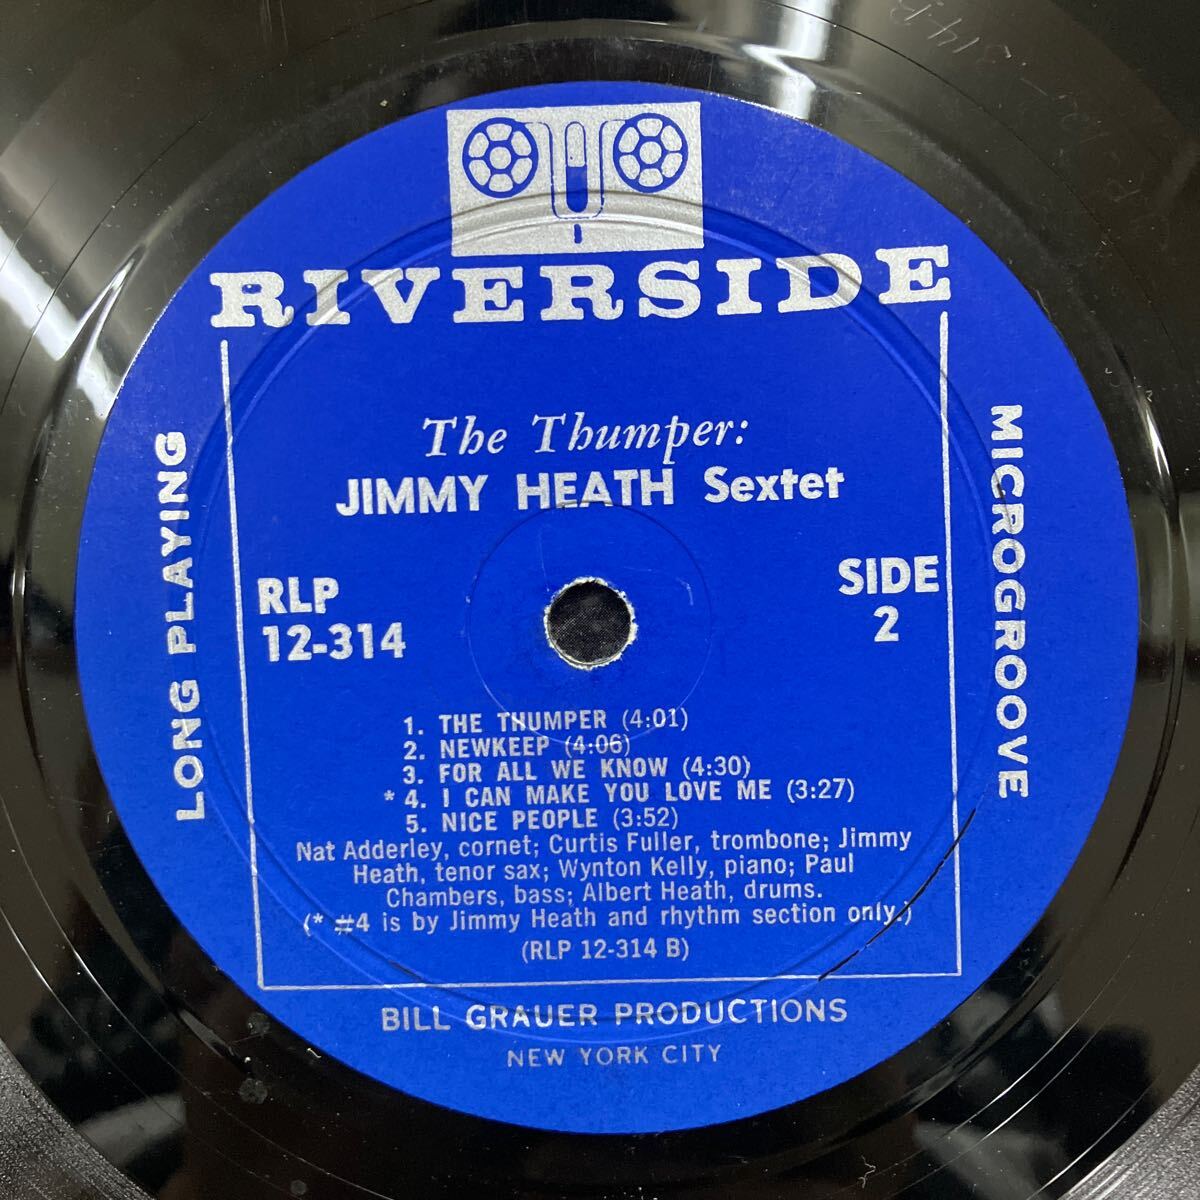 RIVERSIDE
The Thumper:
JIMMY HEATH Sextet
LONG PLAYING
MICROGROOVE
RLP
12-314
SIDE
2
1. THE THUMPER (4:01)
2. NEWKEEP (4:06)
3. FOR ALL WE KNOW (4:30)
* 4. I CAN MAKE YOU LOVE ME (3:27)
5. NICE PEOPLE (3:52)
Nat Adderley, cornet; Curtis Fuller, trombone; Jimmy
Heath, tenor sax; Wynton Kelly, piano; Paul
Chambers, bass; Albert Heath, drums.
(* #4 is by Jimmy Heath and rhythm section only.)
(RLP 12-314 B)
BILL GRAUER PRODUCTIONS
NEW YORK CITY